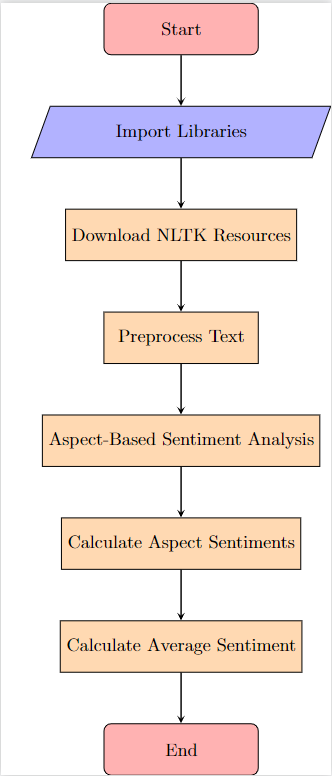 Start
Import Libraries
Download NLTK Resources
Preprocess Text
Aspect-Based Sentiment Analysis
Calculate Aspect Sentiments
Calculate Average Sentiment
End